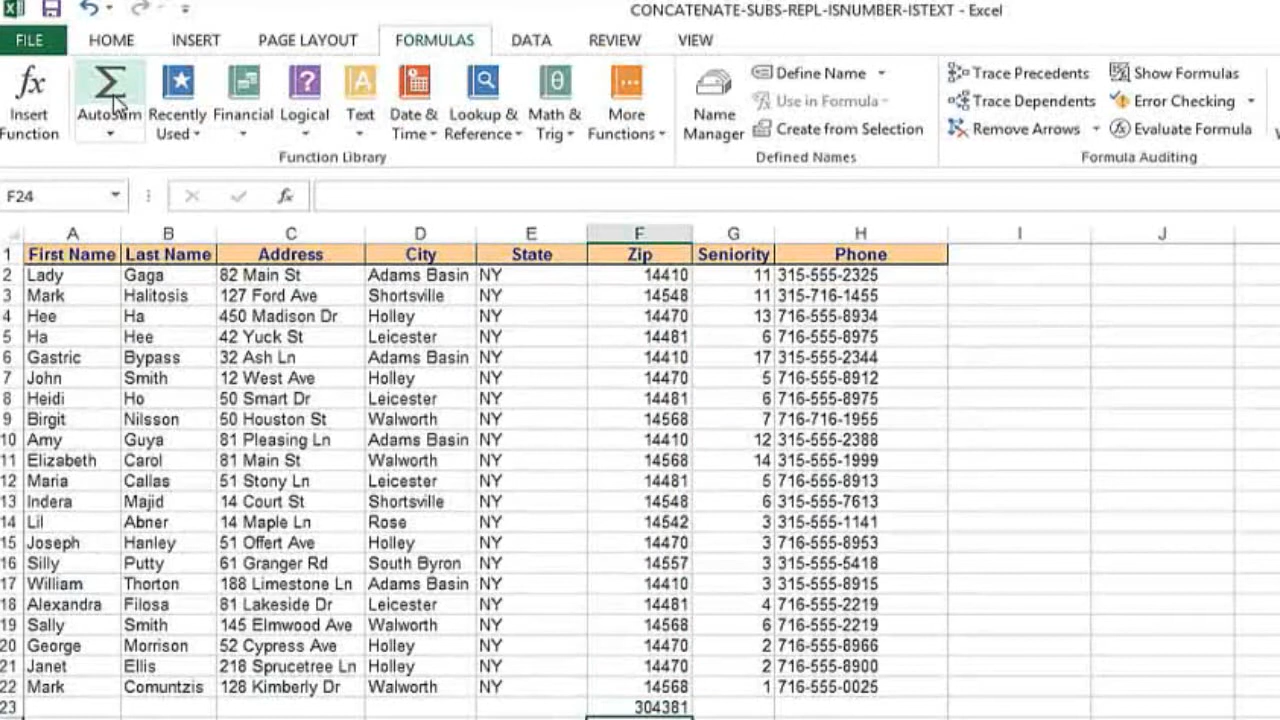 CONCATENATE-SUBS-REPL-ISNUMBER-ISTEXT - Excel
FILE HOME INSERT PAGE LAYOUT FORMULAS DATA REVIEW VIEW
fx Σ ? A θ Define Name Trace Precedents Show Formulas
Insert AutoSum Recently Financial Logical Text Date & Lookup & Math & More Name Use in Formula Trace Dependents Error Checking
Function Used Time Reference Trig Functions Manager Create from Selection Remove Arrows Evaluate Formula
Function Library Defined Names Formula Auditing
F24 fx
A B C D E F G H I J
1 First Name Last Name Address City State Zip Seniority Phone
2 Lady Gaga 82 Main St Adams Basin NY 14410 11 315-555-2325
3 Mark Halitosis 127 Ford Ave Shortsville NY 14548 11 315-716-1455
4 Hee Ha 450 Madison Dr Holley NY 14470 13 716-555-8934
5 Ha Hee 42 Yuck St Leicester NY 14481 6 716-555-8975
6 Gastric Bypass 32 Ash Ln Adams Basin NY 14410 17 315-555-2344
7 John Smith 12 West Ave Holley NY 14470 5 716-555-8912
8 Heidi Ho 50 Smart Dr Leicester NY 14481 6 716-555-8975
9 Birgit Nilsson 50 Houston St Walworth NY 14568 7 716-716-1955
10 Amy Guya 81 Pleasing Ln Adams Basin NY 14410 12 315-555-2388
11 Elizabeth Carol 81 Main St Walworth NY 14568 14 315-555-1999
12 Maria Callas 51 Stony Ln Leicester NY 14481 5 716-555-8913
13 Indera Majid 14 Court St Shortsville NY 14548 6 315-555-7613
14 Lil Abner 14 Maple Ln Rose NY 14542 3 315-555-1141
15 Joseph Hanley 51 Offert Ave Holley NY 14470 3 716-555-8953
16 Silly Putty 61 Granger Rd South Byron NY 14557 3 315-555-5418
17 William Thorton 188 Limestone Ln Adams Basin NY 14410 3 315-555-8915
18 Alexandra Filosa 81 Lakeside Dr Leicester NY 14481 4 716-555-2219
19 Sally Smith 145 Elmwood Ave Walworth NY 14568 6 716-555-2219
20 George Morrison 52 Cypress Ave Holley NY 14470 2 716-555-8966
21 Janet Ellis 218 Sprucetree Ln Holley NY 14470 2 716-555-8900
22 Mark Comuntzis 128 Kimberly Dr Walworth NY 14568 1 716-555-0025
23 304381